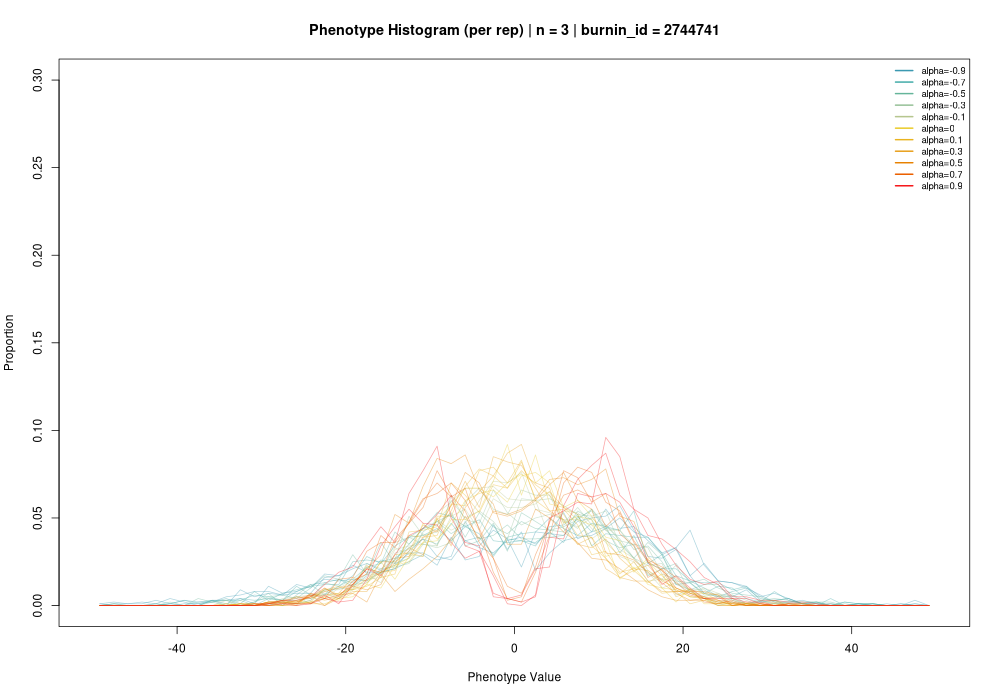 Phenotype Histogram (per rep) | n = 3 | burnin_id = 2744741
alpha=-0.9
alpha=-0.7
alpha=-0.5
alpha=-0.3
alpha=-0.1
alpha=0
alpha=0.1
alpha=0.3
alpha=0.5
alpha=0.7
alpha=0.9
Proportion
0.30
0.25
0.20
0.15
0.10
0.05
0.00
-40
-20
0
20
40
Phenotype Value